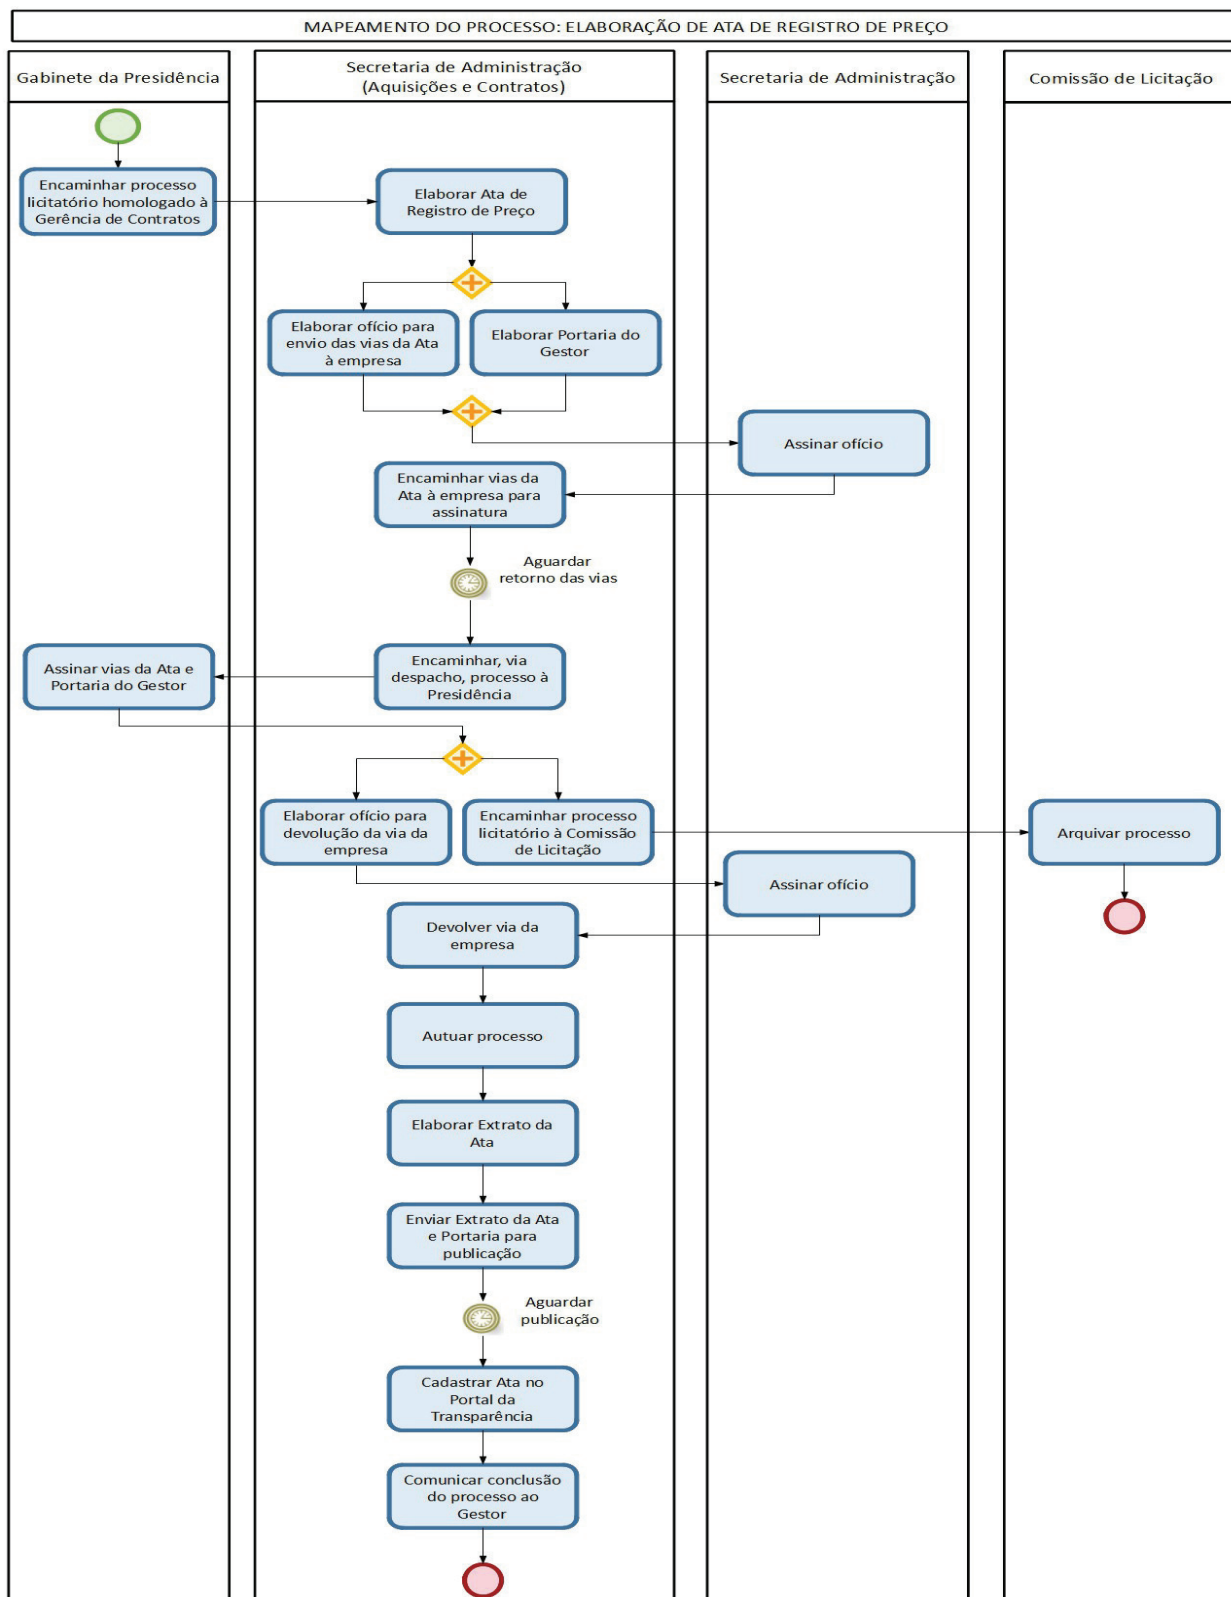 MAPEAMENTO DO PROCESSO: ELABORAÇÃO DE ATA DE REGISTRO DE PREÇO
Gabinete da Presidência
Secretaria de Administração
(Aquisições e Contratos)
Secretaria de Administração
Comissão de Licitação
Encaminhar processo
licitatório homologado à
Gerência de Contratos
Elaborar Ata de
Registro de Preço
Elaborar ofício para
envio das vias da Ata
à empresa
Elaborar Portaria do
Gestor
Assinar ofício
Encaminhar vias da
Ata à empresa para
assinatura
Aguardar
retorno das vias
Assinar vias da Ata e
Portaria do Gestor
Encaminhar, via
despacho, processo à
Presidência
Elaborar ofício para
devolução da via da
empresa
Encaminhar processo
licitatório à Comissão
de Licitação
Arquivar processo
Assinar ofício
Devolver via da
empresa
Autuar processo
Elaborar Extrato da
Ata
Enviar Extrato da Ata
e Portaria para
publicação
Aguardar
publicação
Cadastrar Ata no
Portal da
Transparência
Comunicar conclusão
do processo ao
Gestor